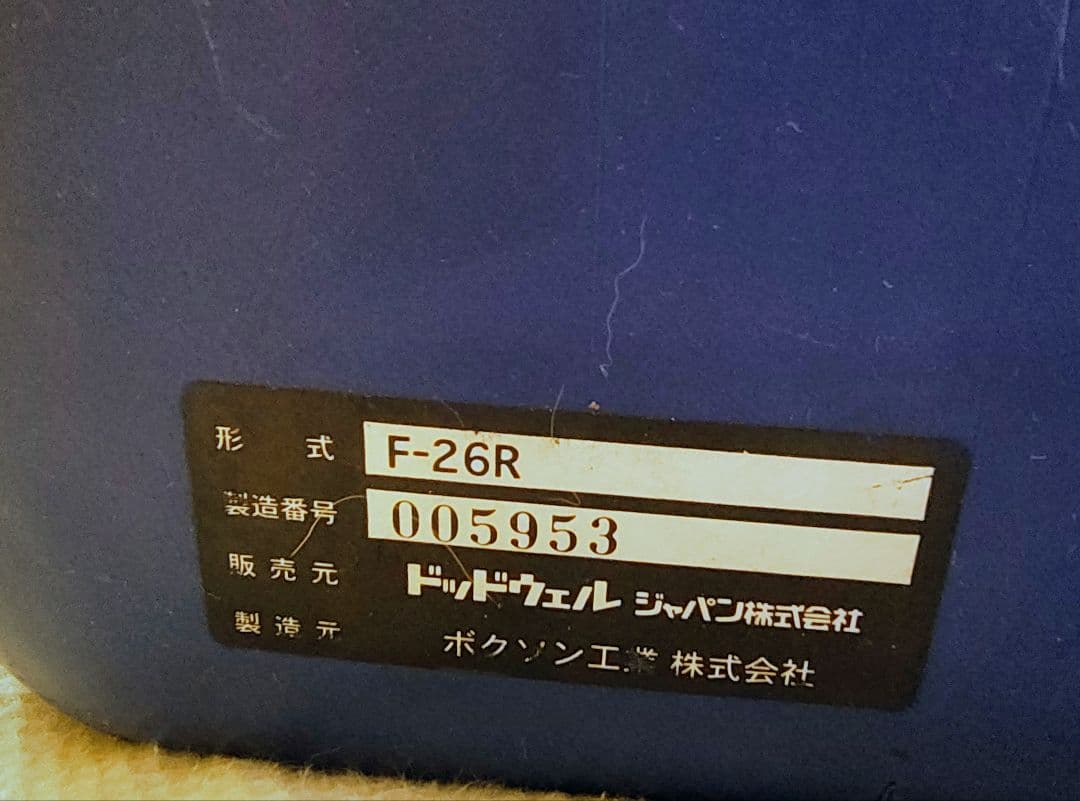 形式 F-26R
製造番号 005953
販売元 ドッドウェル ジャパン株式会社
製造元 ボクソン工業株式会社